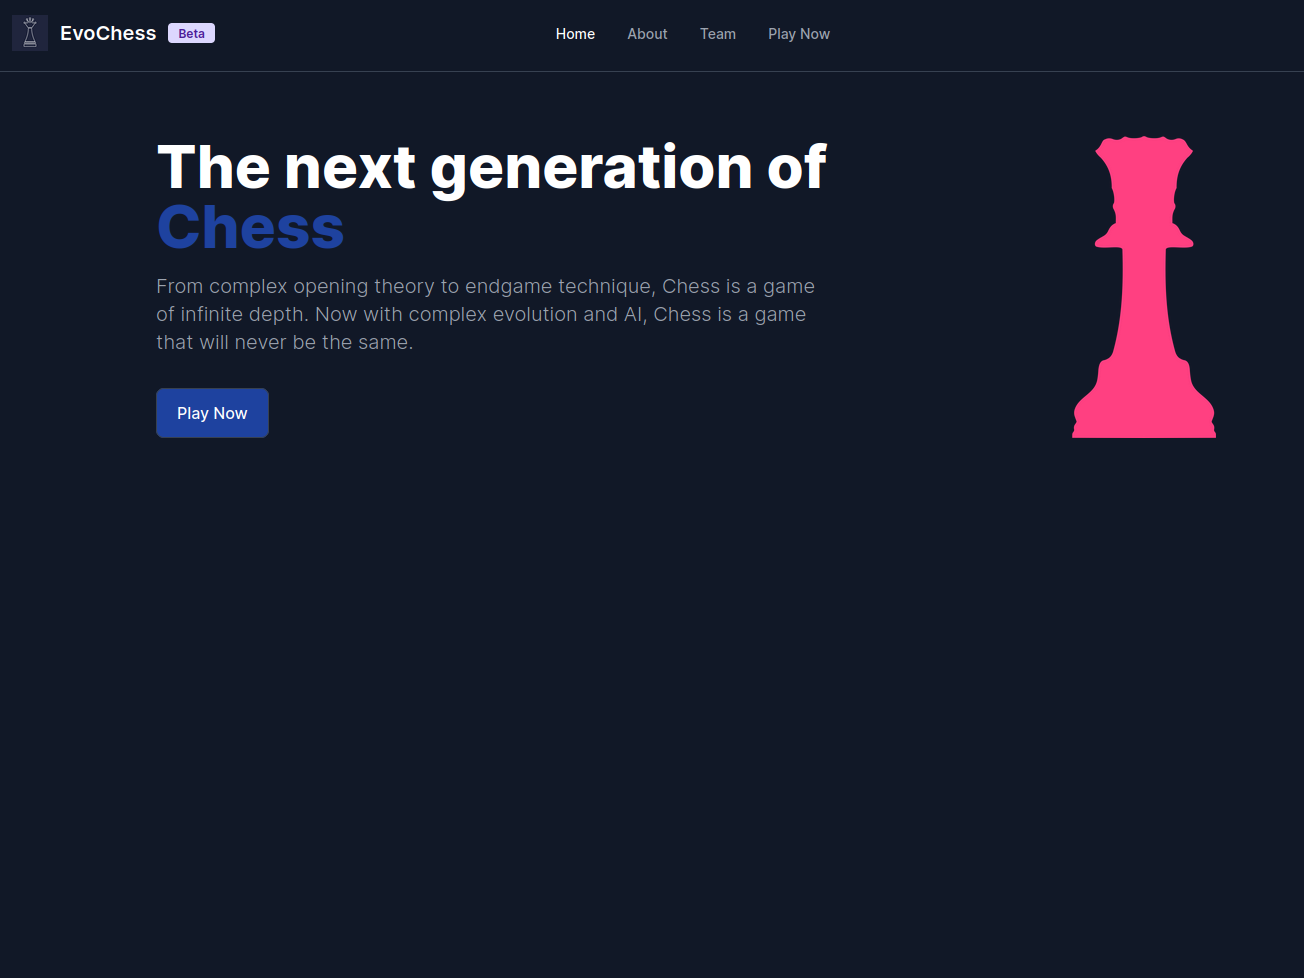 EvoChess
Beta
Home
About
Team
Play Now
The next generation of
Chess
From complex opening theory to endgame technique, Chess is a game
of infinite depth. Now with complex evolution and AI, Chess is a game
that will never be the same.
Play Now